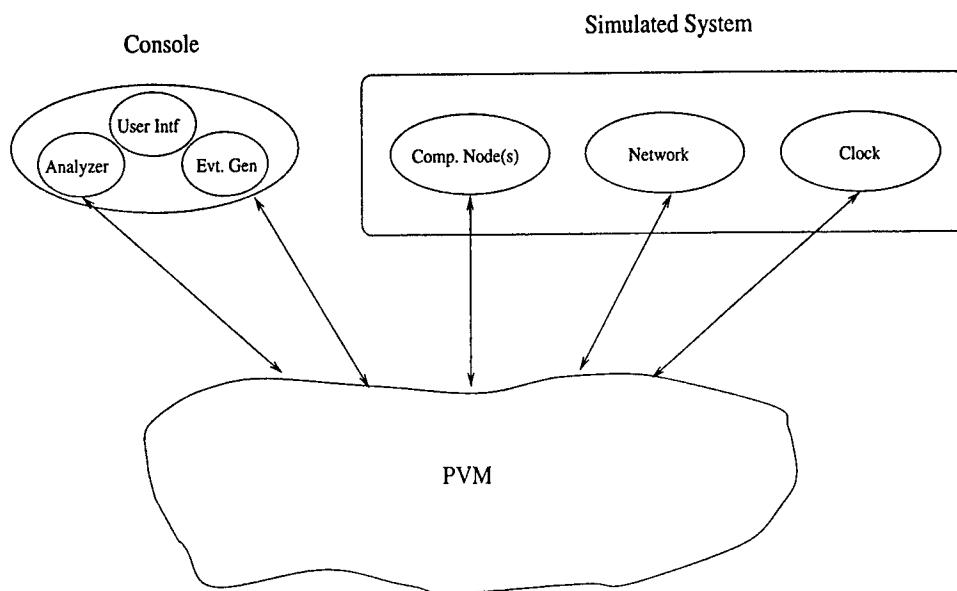 Simulated System
Console
User Intf
Analyzer
Evt. Gen
Comp. Node(s)
Network
Clock
PVM